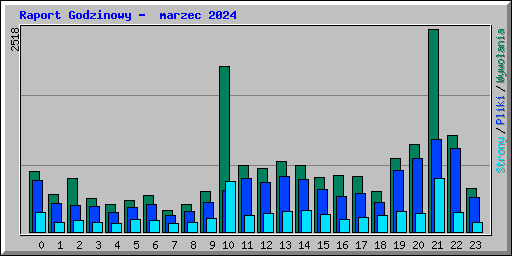 Raport Godzinowy - marzec 2024
2518
Strony / Pliki / Wywolania
0 1 2 3 4 5 6 7 8 9 10 11 12 13 14 15 16 17 18 19 20 21 22 23